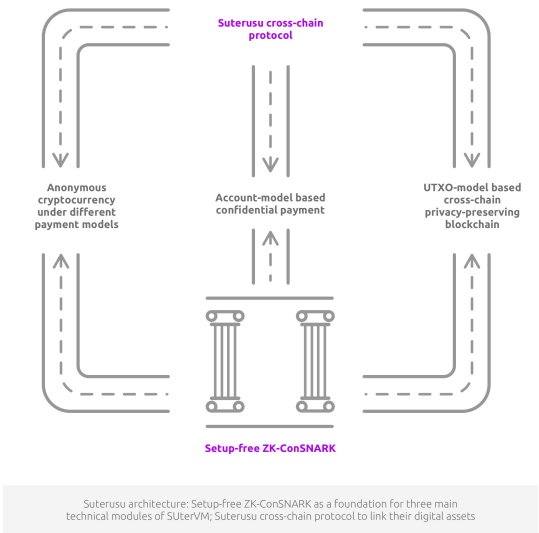 Suterusu cross-chain
protocol
Anonymous
cryptocurrency
under different
payment models
Account-model based
confidential payment
UTXO-model based
cross-chain
privacy-preserving
blockchain
Setup-free ZK-ConSNARK
Suterusu architecture: Setup-free ZK-ConSNARK as a foundation for three main
technical modules of SUterVM; Suterusu cross-chain protocol to link their digital assets